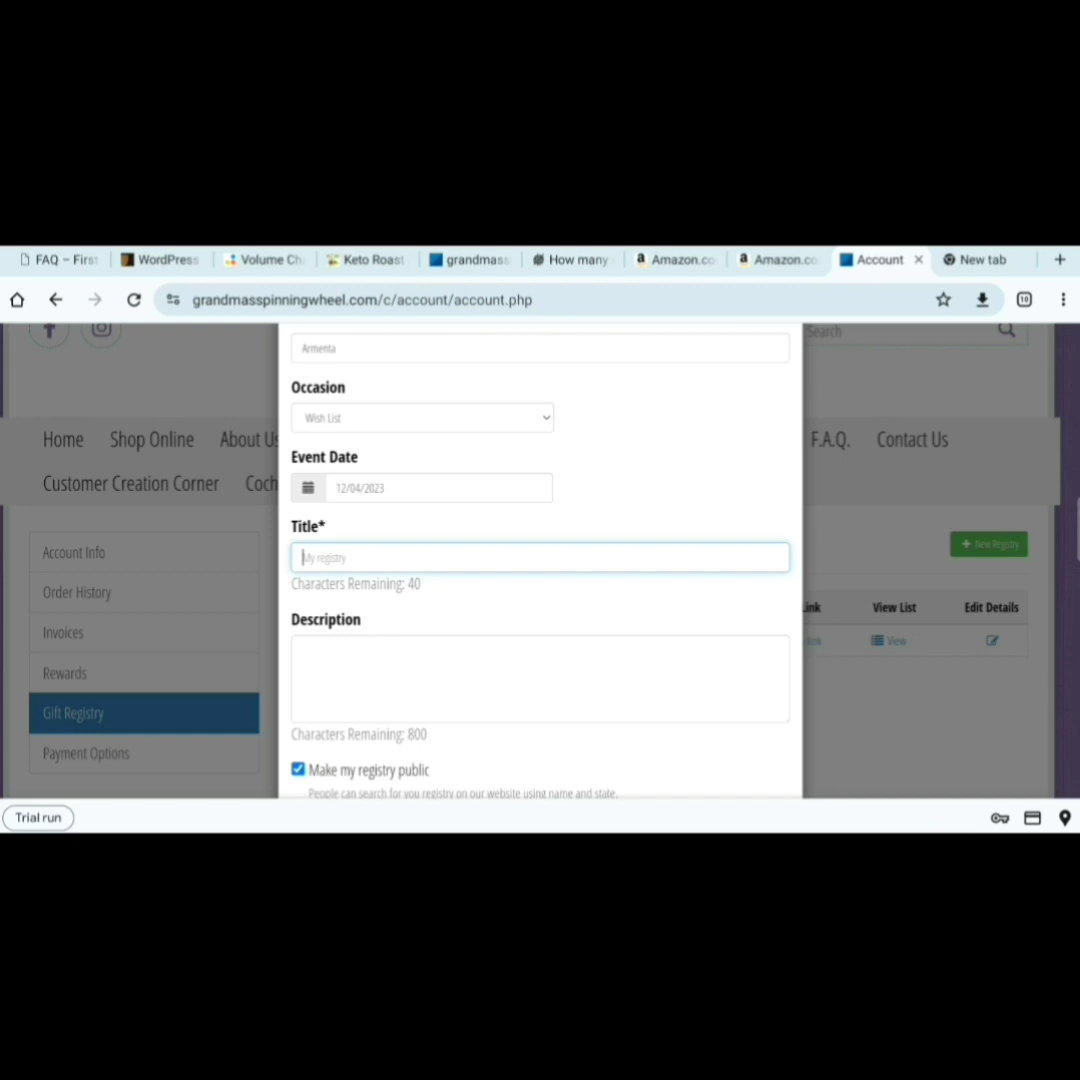 FAQ – First
WordPress
Volume Ch
Keto Roast
grandmass
How many
Amazon.co
Amazon.co
Account
New tab
grandmasspinningwheel.com/c/account/account.php
10
Armenta
Search
Occasion
Wish List
Home
Shop Online
About Us
F.A.Q.
Contact Us
Event Date
12/04/2023
Customer Creation Corner
Coch
Title*
My registry
Characters Remaining: 40
New Registry
Account Info
Order History
Invoices
Rewards
Gift Registry
Payment Options
Description
Link
View List
Edit Details
link
View
Characters Remaining: 800
Make my registry public
People can search for you registry on our website using name and state.
Trial run